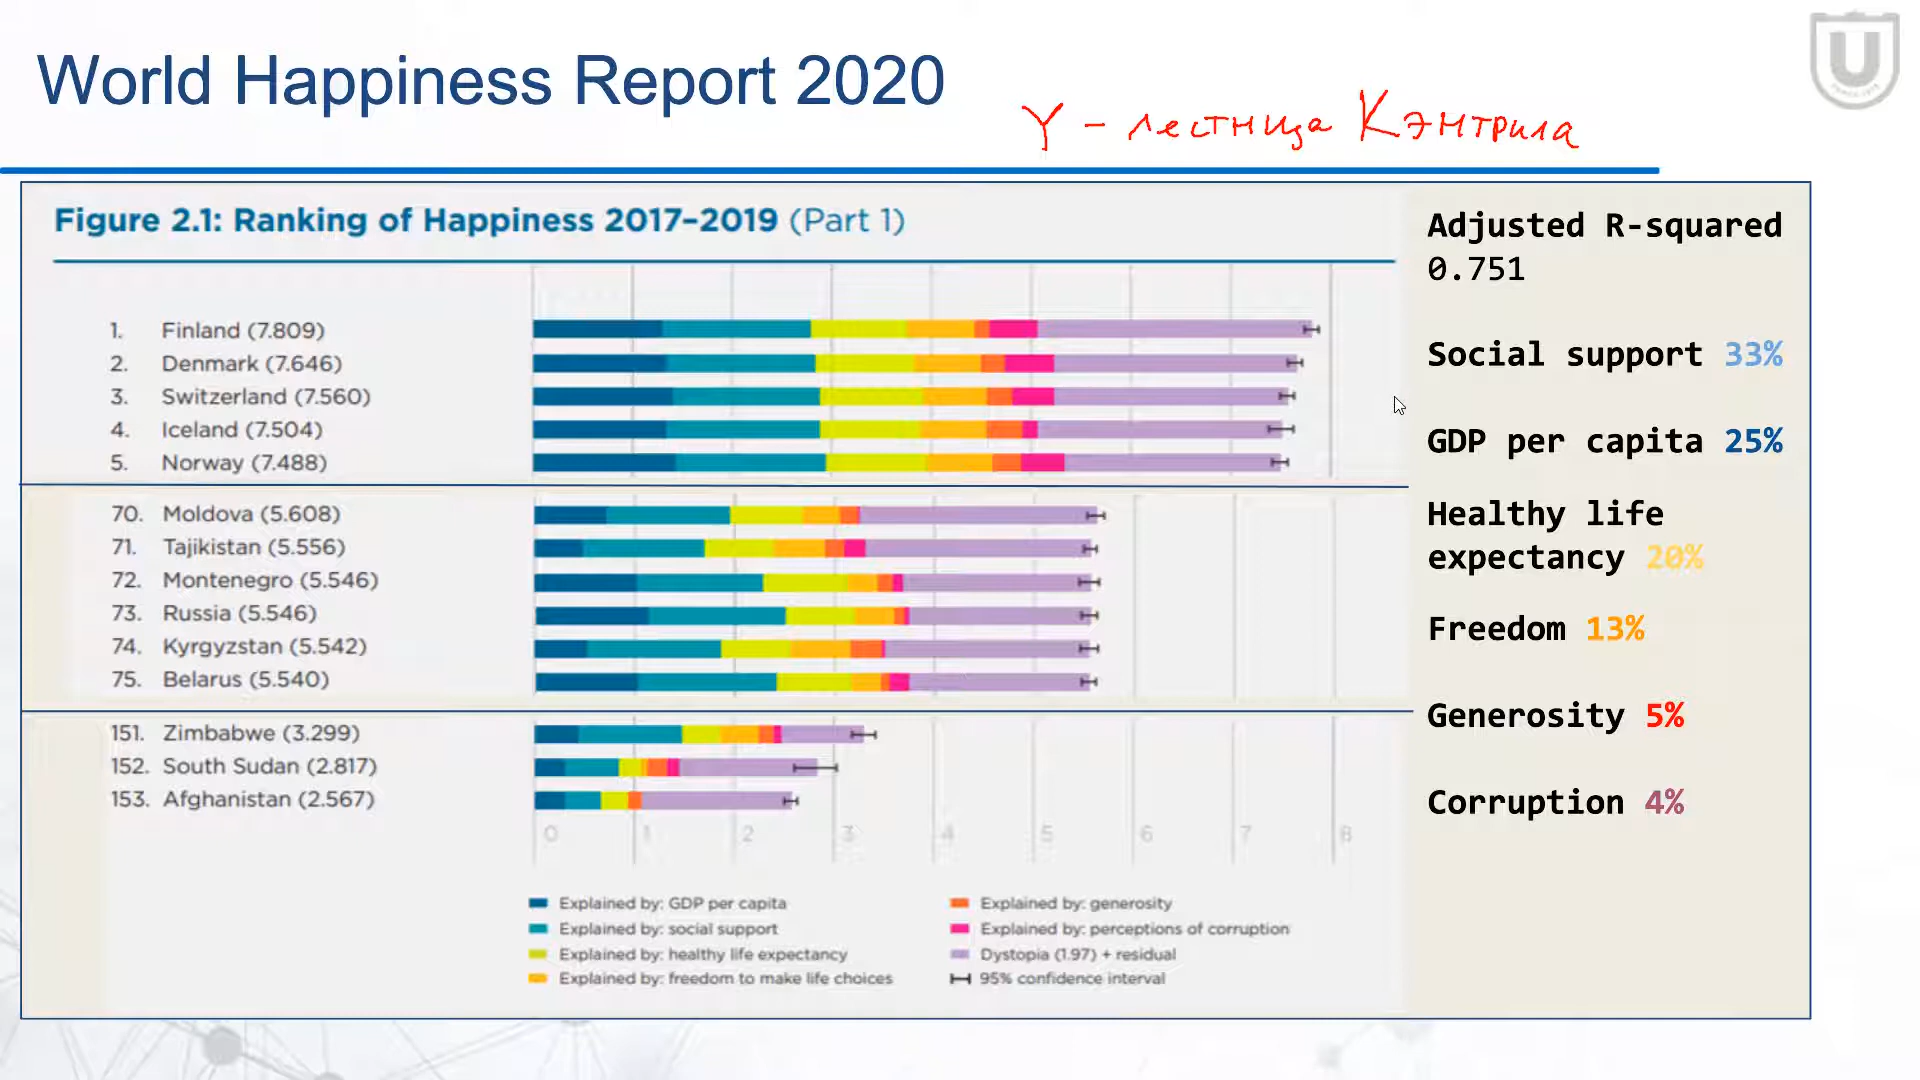 World Happiness Report 2020
Y - лестница Кэнтрила
Figure 2.1: Ranking of Happiness 2017–2019 (Part 1)
1. Finland (7.809)
2. Denmark (7.646)
3. Switzerland (7.560)
4. Iceland (7.504)
5. Norway (7.488)
70. Moldova (5.608)
71. Tajikistan (5.556)
72. Montenegro (5.546)
73. Russia (5.546)
74. Kyrgyzstan (5.542)
75. Belarus (5.540)
151. Zimbabwe (3.299)
152. South Sudan (2.817)
153. Afghanistan (2.567)
0 1 2 3 4 5 6 7 8
Explained by: GDP per capita
Explained by: social support
Explained by: healthy life expectancy
Explained by: freedom to make life choices
Explained by: generosity
Explained by: perceptions of corruption
Dystopia (1.97) + residual
95% confidence interval
Adjusted R-squared
0.751
Social support 33%
GDP per capita 25%
Healthy life
expectancy 20%
Freedom 13%
Generosity 5%
Corruption 4%